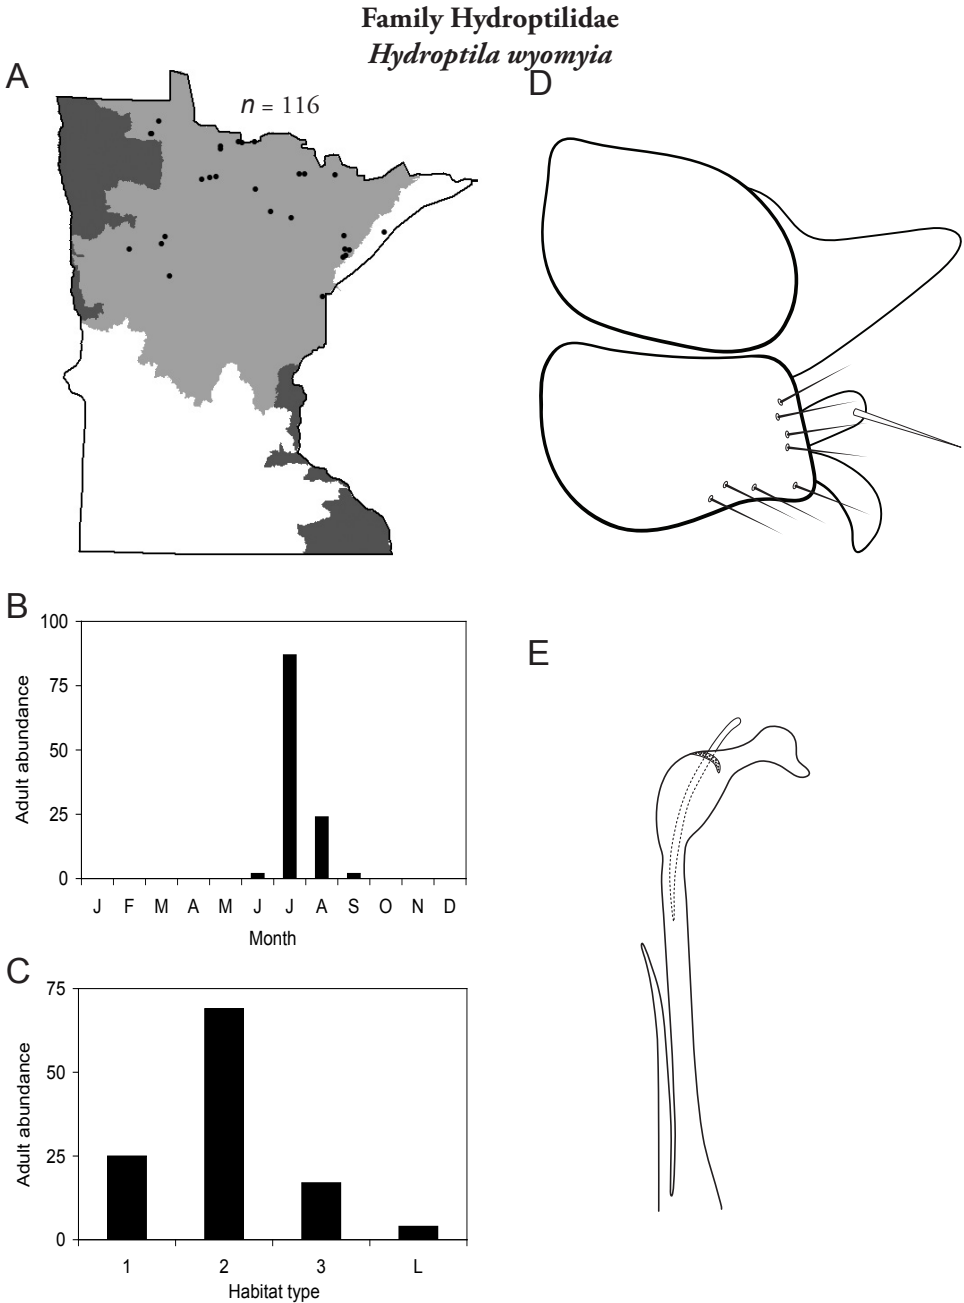 Family Hydroptilidae
Hydroptila wyomyia
A
n = 116
D
B
100
75
50
25
0
Adult abundance
J F M A M J J A S O N D
Month
E
C
75
50
25
0
Adult abundance
1 2 3 L
Habitat type